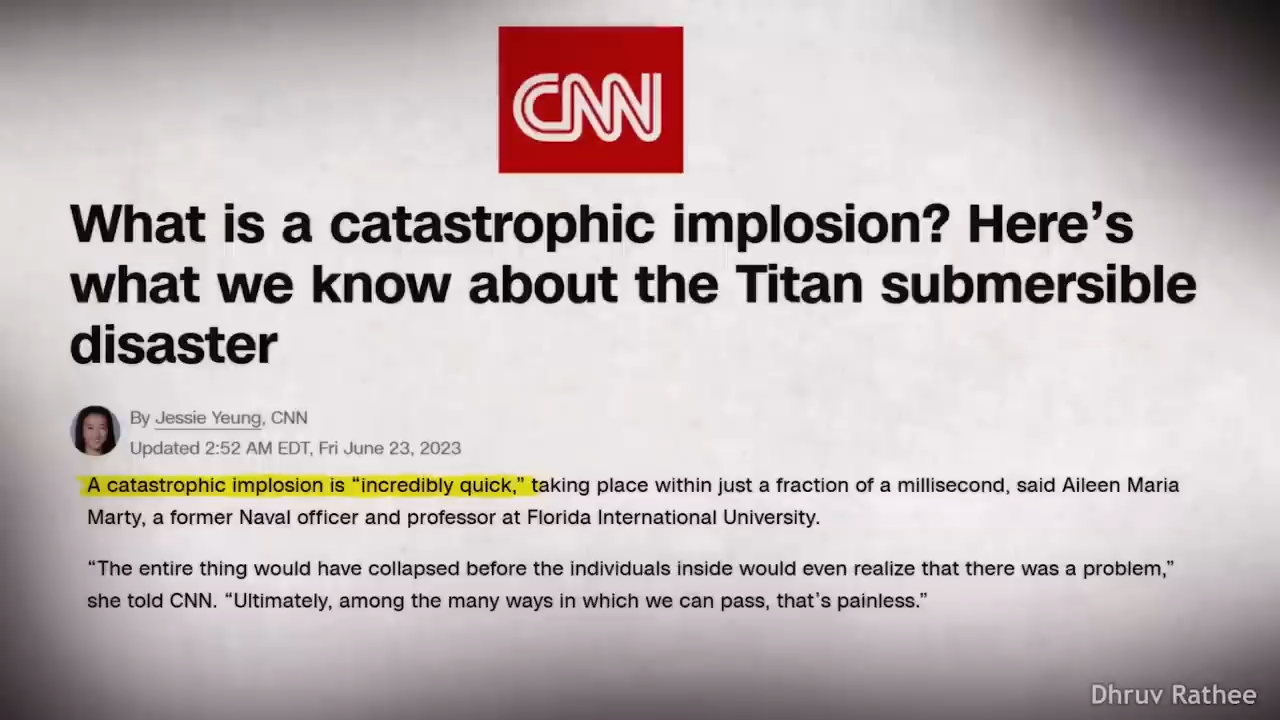 CNN
What is a catastrophic implosion? Here’s
what we know about the Titan submersible
disaster
By Jessie Yeung, CNN
Updated 2:52 AM EDT, Fri June 23, 2023
A catastrophic implosion is “incredibly quick,” taking place within just a fraction of a millisecond, said Aileen Maria
Marty, a former Naval officer and professor at Florida International University.
“The entire thing would have collapsed before the individuals inside would even realize that there was a problem,”
she told CNN. “Ultimately, among the many ways in which we can pass, that’s painless.”
Dhruv Rathee